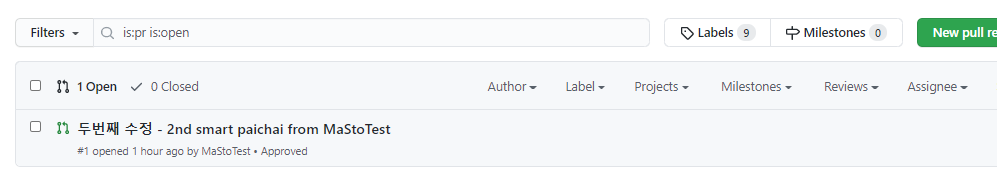 Filters is:pr is:open Labels 9 Milestones 0 New pull re
1 Open 0 Closed Author Label Projects Milestones Reviews Assignee
두번째 수정 - 2nd smart paichai from MaStoTest
#1 opened 1 hour ago by MaStoTest • Approved